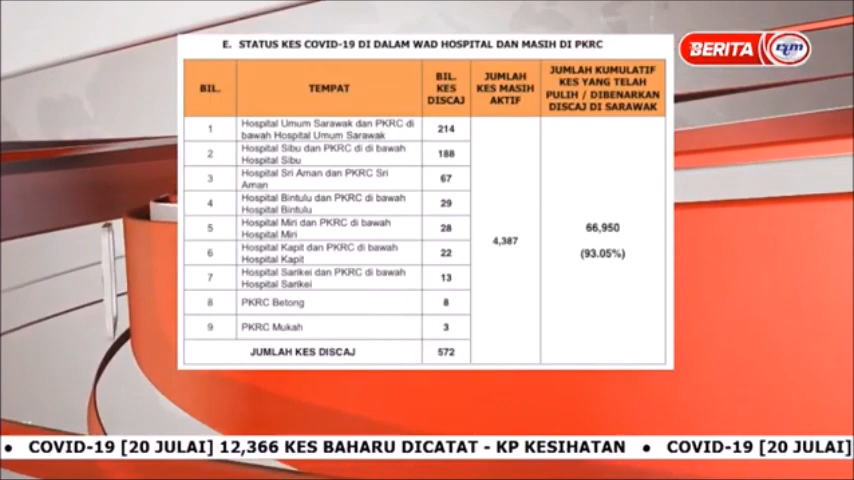 E. STATUS KES COVID-19 DI DALAM WAD HOSPITAL DAN MASIH DI PKRC
BERITA rtm
BIL.
TEMPAT
BIL.
KES
DISCAJ
JUMLAH
KES MASIH
AKTIF
JUMLAH KUMULATIF
KES YANG TELAH
PULIH / DIBENARKAN
DISCAJ DI SARAWAK
1
Hospital Umum Sarawak dan PKRC di
bawah Hospital Umum Sarawak
214
2
Hospital Sibu dan PKRC di di bawah
Hospital Sibu
188
3
Hospital Sri Aman dan PKRC Sri
Aman
67
4
Hospital Bintulu dan PKRC di bawah
Hospital Bintulu
29
5
Hospital Miri dan PKRC di bawah
Hospital Miri
28
6
Hospital Kapit dan PKRC di bawah
Hospital Kapit
22
7
Hospital Sarikei dan PKRC di bawah
Hospital Sarikei
13
8
PKRC Betong
8
9
PKRC Mukah
3
JUMLAH KES DISCAJ
572
4,387
66,950
(93.05%)
• COVID-19 [20 JULAI] 12,366 KES BAHARU DICATAT - KP KESIHATAN • COVID-19 [20 JULAI]